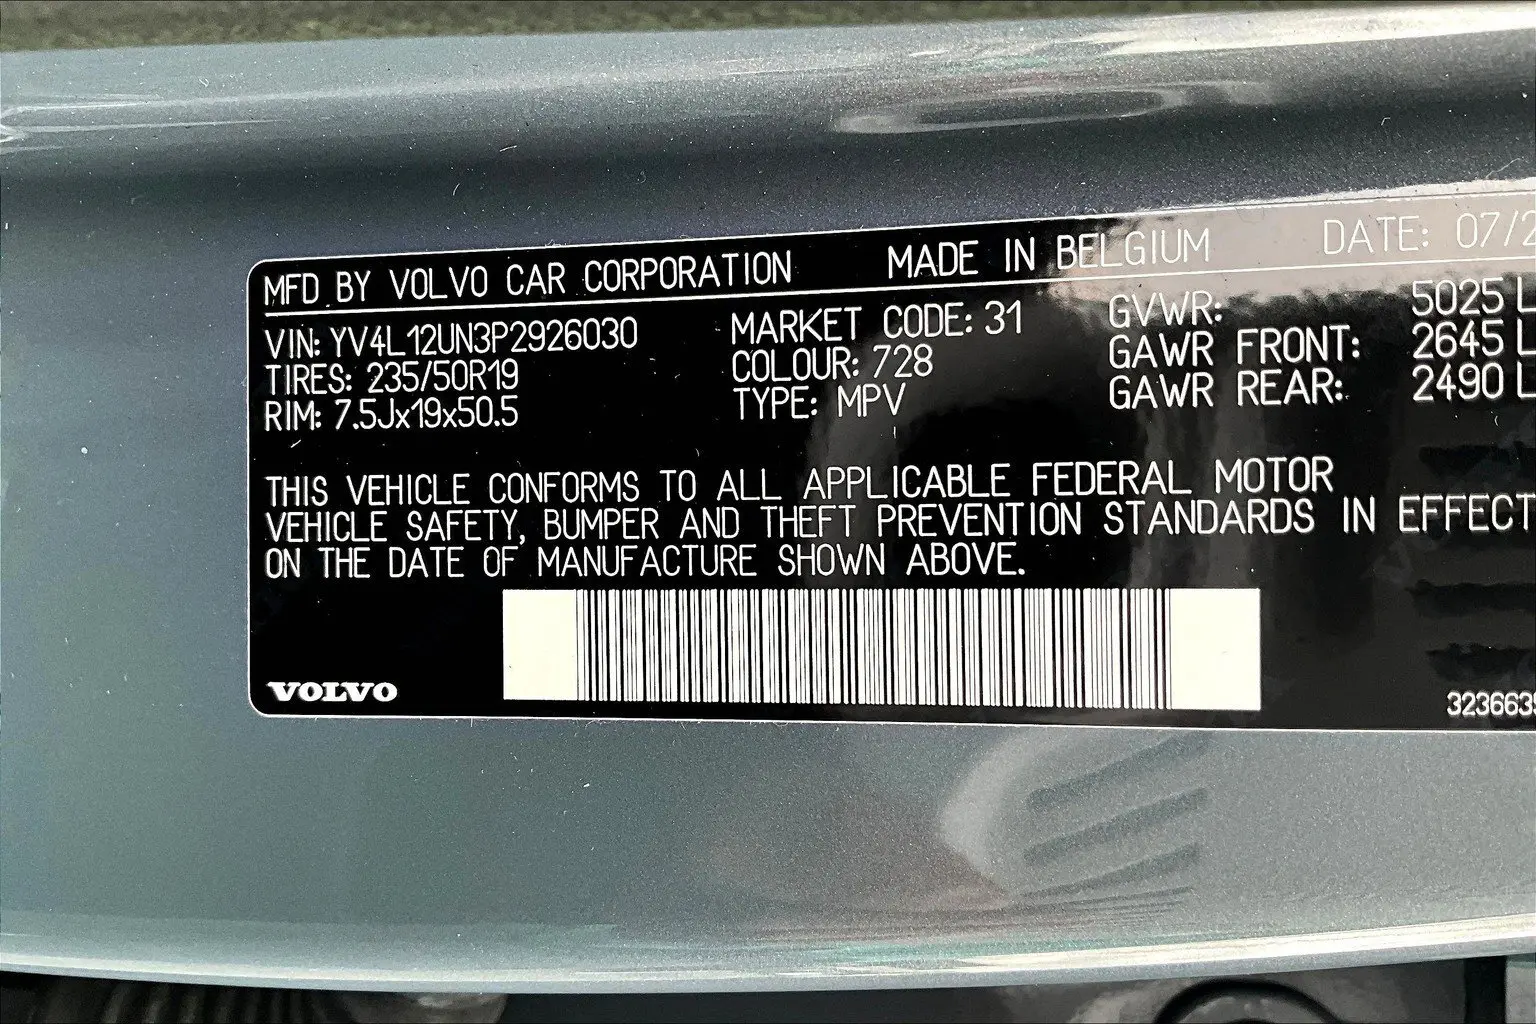 MFD BY VOLVO CAR CORPORATION MADE IN BELGIUM DATE: 07/2
VIN: YV4L12UN3P2926030 MARKET CODE: 31 GVWR: 5025 L
TIRES: 235/50R19 COLOUR: 728 GAWR FRONT: 2645 L
RIM: 7.5Jx19x50.5 TYPE: MPV GAWR REAR: 2490 L
THIS VEHICLE CONFORMS TO ALL APPLICABLE FEDERAL MOTOR
VEHICLE SAFETY, BUMPER AND THEFT PREVENTION STANDARDS IN EFFECT
ON THE DATE OF MANUFACTURE SHOWN ABOVE.
VOLVO 323663